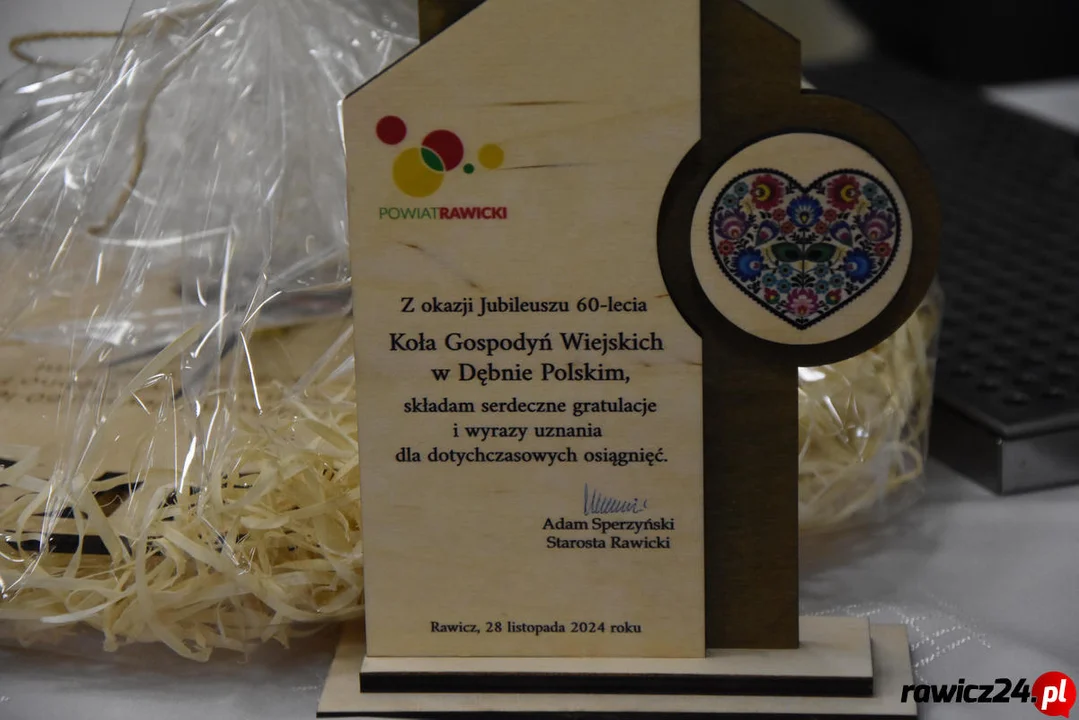 POWIATRAWICKI
Z okazji Jubileuszu 60-lecia
Koła Gospodyń Wiejskich
w Dębnie Polskim,
składam serdeczne gratulacje
i wyrazy uznania
dla dotychczasowych osiągnięć.
Adam Sperzyński
Starosta Rawicki
Rawicz, 28 listopada 2024 roku
rawicz24.pl